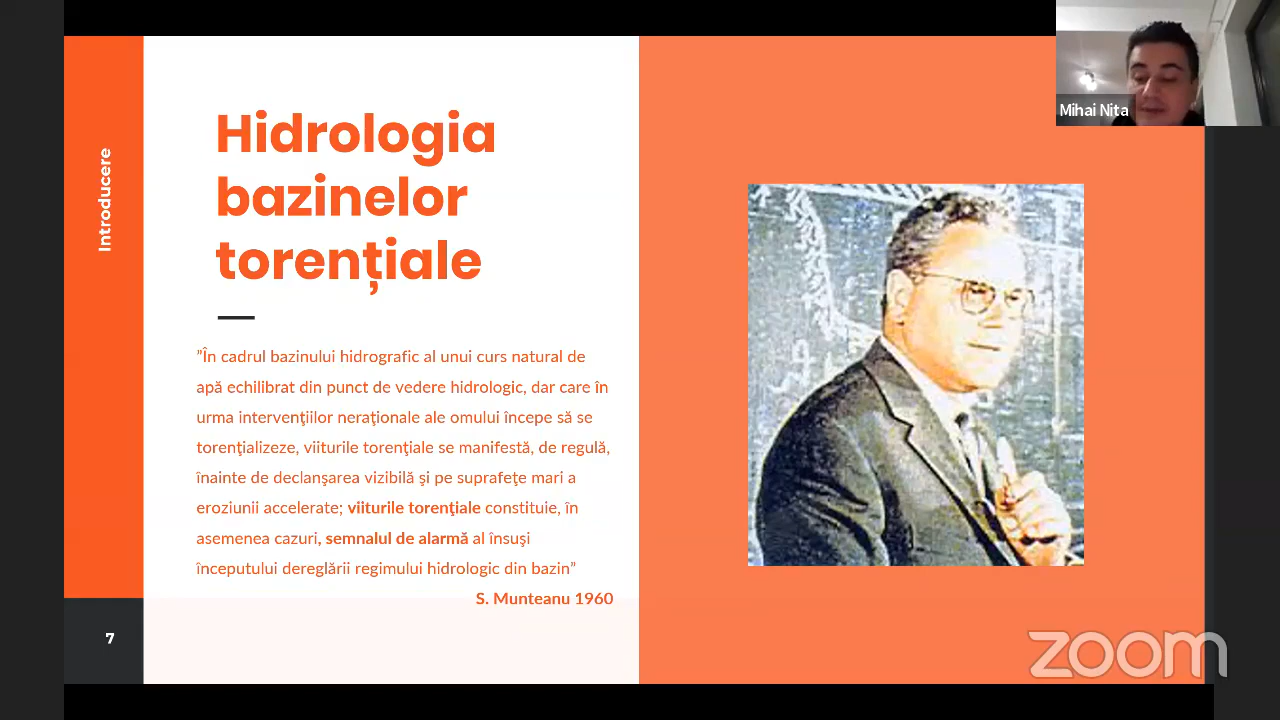 Introducere
Hidrologia
bazinelor
torențiale
”În cadrul bazinului hidrografic al unui curs natural de
apă echilibrat din punct de vedere hidrologic, dar care în
urma intervenţiilor neraţionale ale omului începe să se
torenţializeze, viiturile torenţiale se manifestă, de regulă,
înainte de declanşarea vizibilă şi pe suprafeţe mari a
eroziunii accelerate; viiturile torenţiale constituie, în
asemenea cazuri, semnalul de alarmă al însuşi
începutului dereglării regimului hidrologic din bazin”
S. Munteanu 1960
7
Mihai Nita
zoom